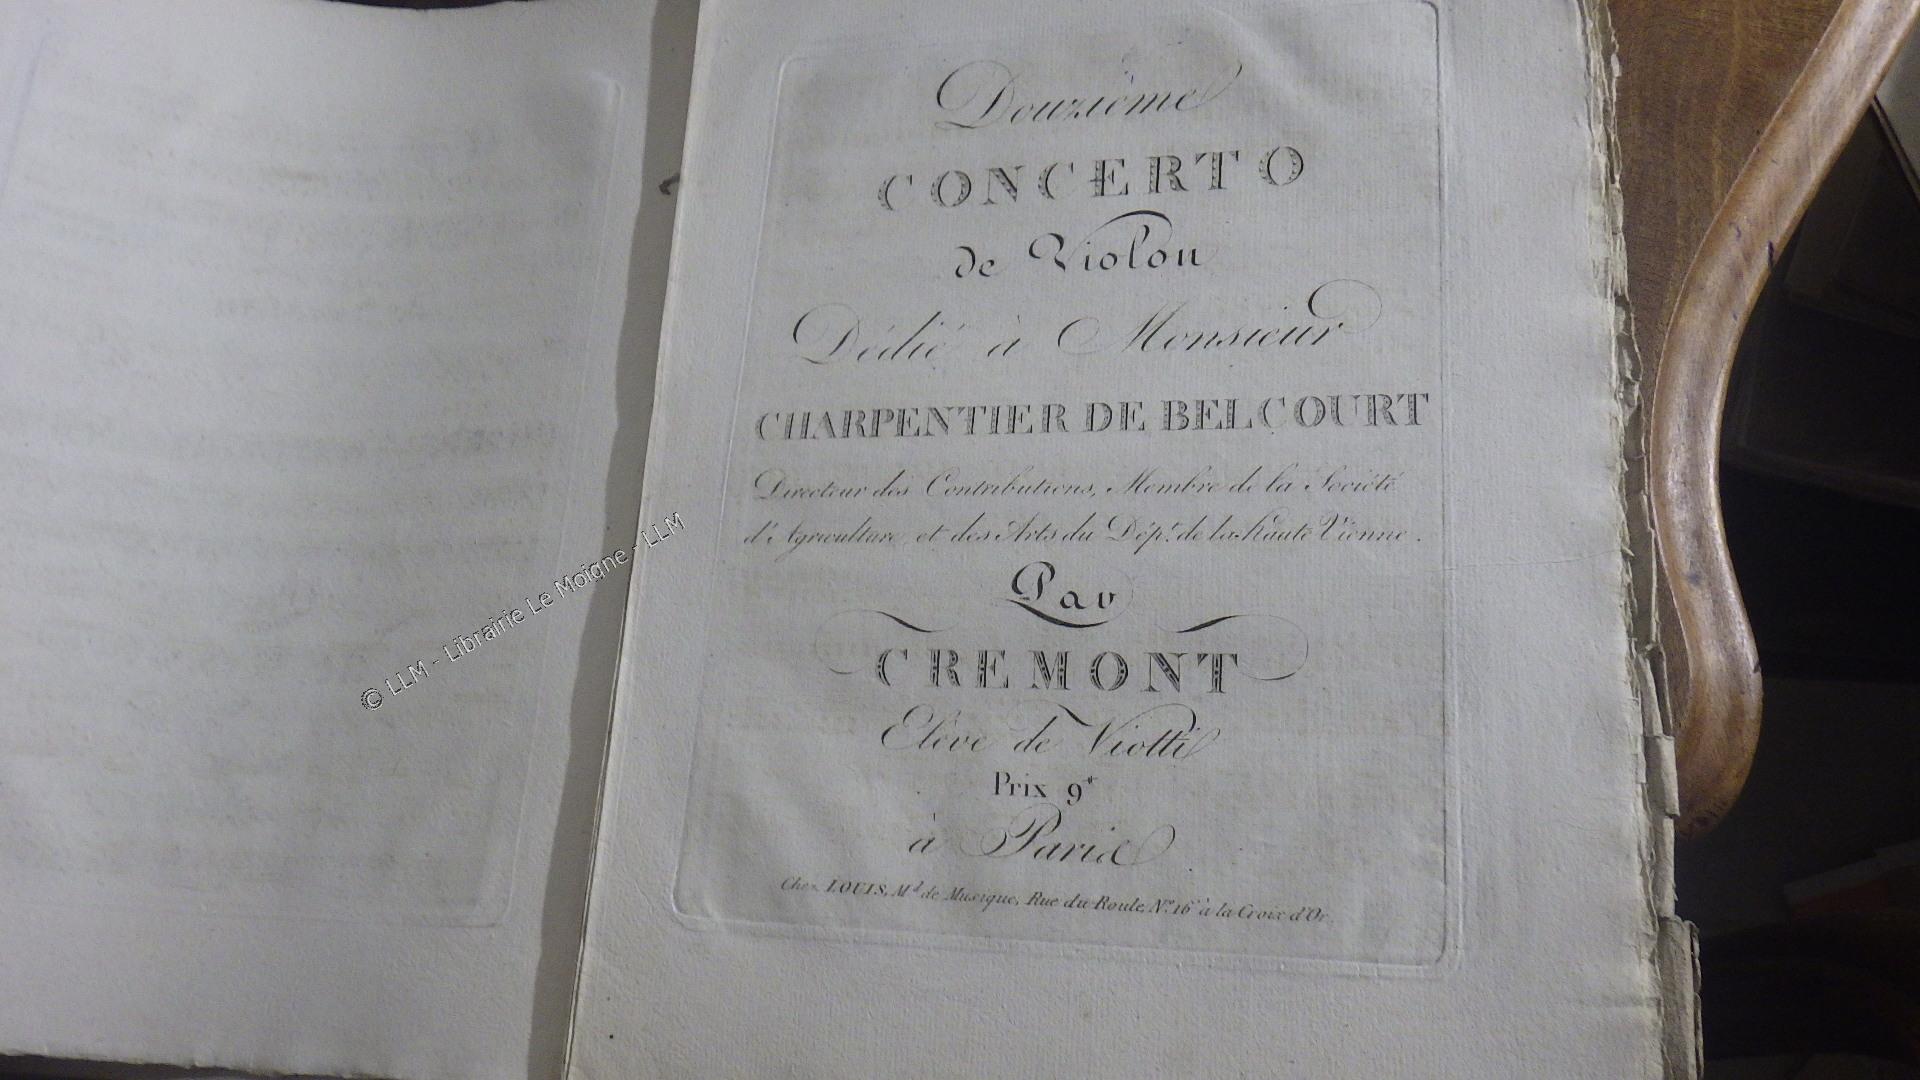 Douzième
CONCERTO
de Violon
Dédié à Monsieur
CHARPENTIER DE BELCOURT
Directeur des Contributions, Membre de la Société
d'Agriculture et des Arts du Dépt. de la haute Vienne.
Par
CREMONT
Elève de Viotti
Prix 9#
à Paris
Chez LOUIS, Md de Musique, Rue du Roule, No. 16 à la Croix d'Or.
© LLM - Librairie Le Moigne - LLM